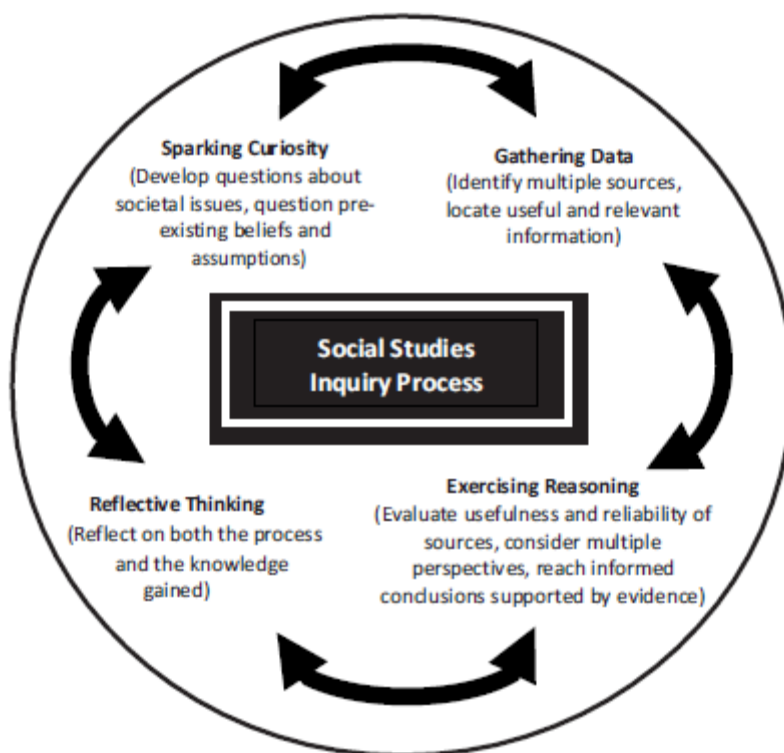 Sparking Curiosity
(Develop questions about
societal issues, question pre-
existing beliefs and
assumptions)
Gathering Data
(Identify multiple sources,
locate useful and relevant
information)
Social Studies
Inquiry Process
Reflective Thinking
(Reflect on both the process
and the knowledge
gained)
Exercising Reasoning
(Evaluate usefulness and reliability of
sources, consider multiple
perspectives, reach informed
conclusions supported by evidence)